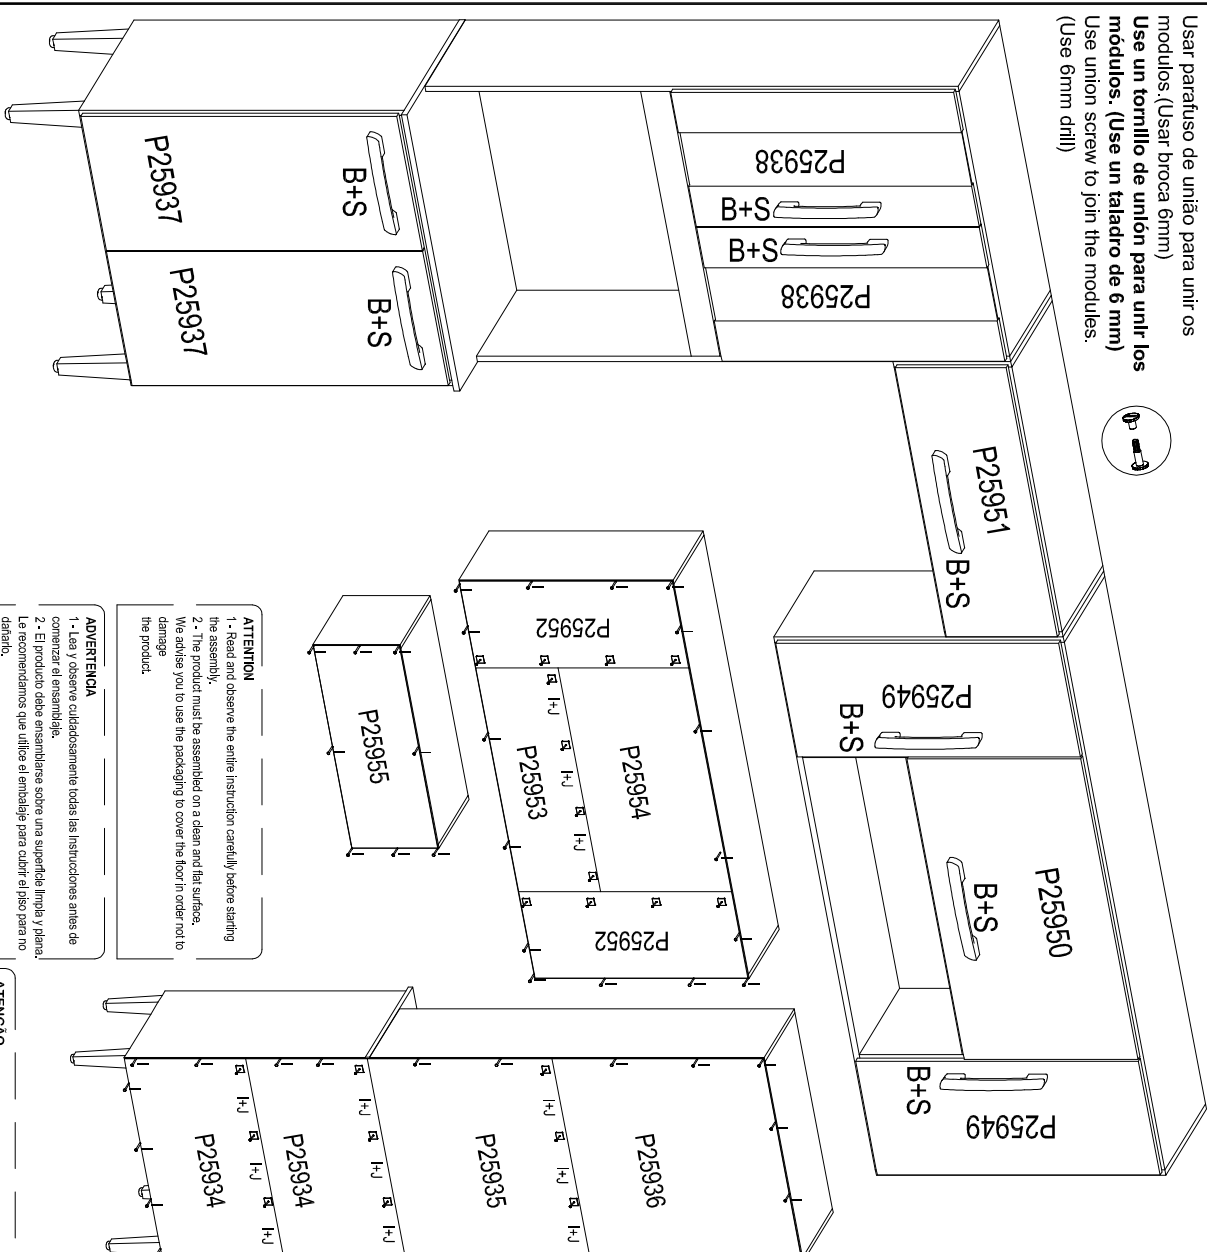 Usar parafuso de união para unir os
modulos.(Usar broca 6mm)
Use un tornillo de unión para unir los
módulos. (Use un taladro de 6 mm)
Use union screw to join the modules.
(Use 6mm drill)
P25938
B+S
B+S
P25938
B+S
P25937
B+S
P25937
P25951
B+S
P25949
B+S
P25950
B+S
P25949
B+S
P25952
I+J
I+J
I+J
P25954
P25953
P25952
P25955
P25936
I+J
I+J
I+J
P25935
I+J
I+J
I+J
P25934
I+J
I+J
I+J
P25934
ATTENTION
1 - Read and observe the entire instruction carefully before starting
the assembly.
2 - The product must be assembled on a clean and flat surface.
We advise you to use the packaging to cover the floor in order not to
damage
the product.
ADVERTENCIA
1- Lea y observe cuidadosamente todas las instrucciones antes de
comenzar el ensamblaje.
2 - El producto debe ensamblarse sobre una superficie limpia y plana.
Le recomendamos que utilice el embalaje para cubrir el piso para no
dañarlo.
ATENÇÃO